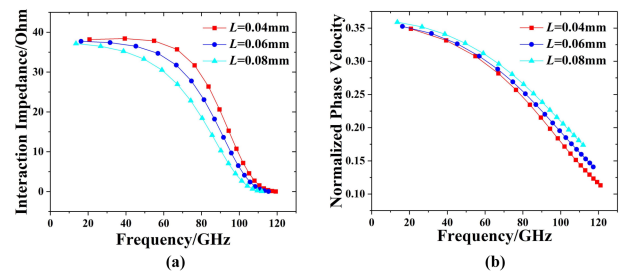 Interaction Impedance/Ohm
50
40
30
20
10
0
L=0.04mm
L=0.06mm
L=0.08mm
0 20 40 60 80 100 120
Frequency/GHz
(a)
Normalized Phase Velocity
0.35
0.30
0.25
0.20
0.15
0.10
L=0.04mm
L=0.06mm
L=0.08mm
0 20 40 60 80 100 120
Frequency/GHz
(b)